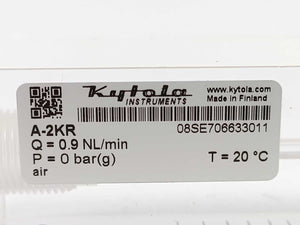 Kytola
INSTRUMENTS
www.kytola.com
Made in Finland
A-2KR
08SE706633011
Q = 0.9 NL/min
P = 0 bar(g)
T = 20 °C
air